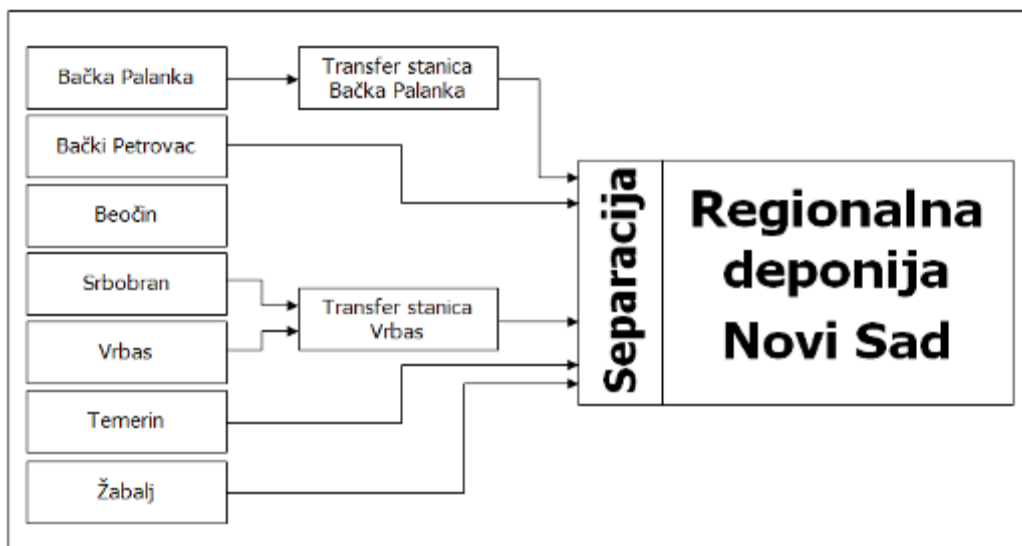 Bačka Palanka
Transfer stanica
Bačka Palanka
Bački Petrovac
Beočin
Srbobran
Transfer stanica
Vrbas
Vrbas
Temerin
Žabalj
Separacija
Regionalna
deponija
Novi Sad